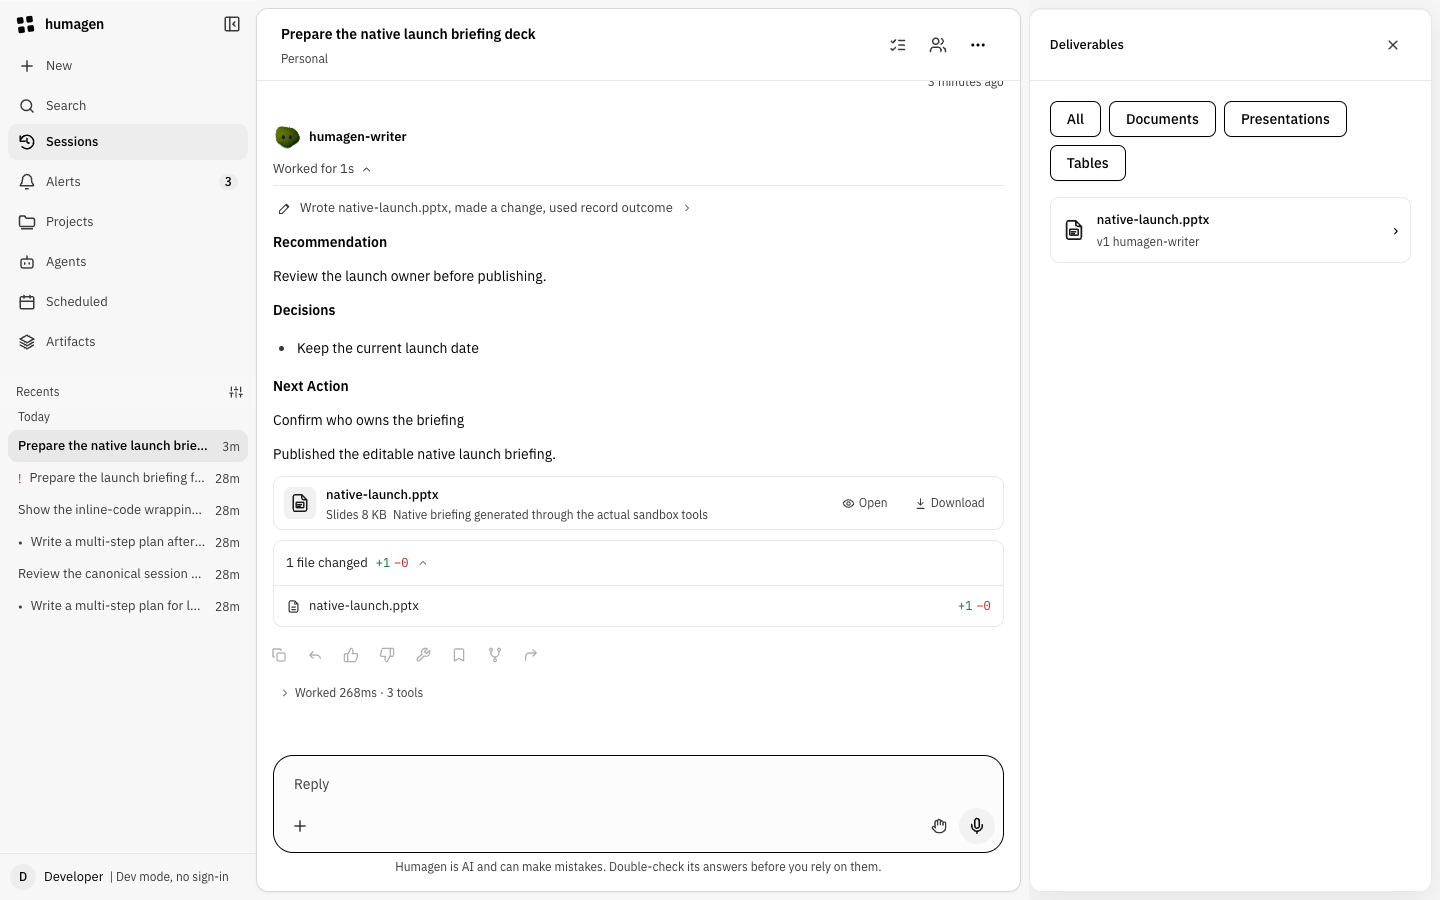 humagen
New
Search
Sessions
Alerts
3
Projects
Agents
Scheduled
Artifacts
Recents
Today
Prepare the native launch brie... 3m
! Prepare the launch briefing f... 28m
Show the inline-code wrappin... 28m
• Write a multi-step plan after... 28m
Review the canonical session ... 28m
• Write a multi-step plan for l... 28m
D Developer | Dev mode, no sign-in
Prepare the native launch briefing deck
Personal
3 minutes ago
humagen-writer
Worked for 1s
Wrote native-launch.pptx, made a change, used record outcome
Recommendation
Review the launch owner before publishing.
Decisions
• Keep the current launch date
Next Action
Confirm who owns the briefing
Published the editable native launch briefing.
native-launch.pptx
Slides 8 KB Native briefing generated through the actual sandbox tools
Open
Download
1 file changed +1 −0
native-launch.pptx +1 −0
Worked 268ms · 3 tools
Reply
Humagen is AI and can make mistakes. Double-check its answers before you rely on them.
Deliverables
All
Documents
Presentations
Tables
native-launch.pptx
v1 humagen-writer